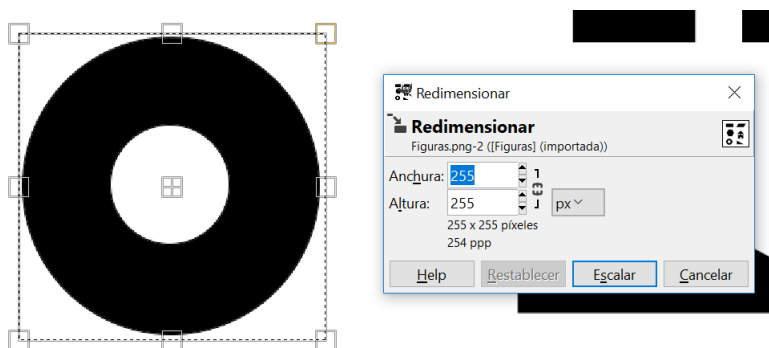 Redimensionar
Redimensionar
Figuras.png-2 ([Figuras] (importada))
Anchura: 255
Altura: 255 px
255 x 255 píxeles
254 ppp
Help Restablecer Escalar Cancelar